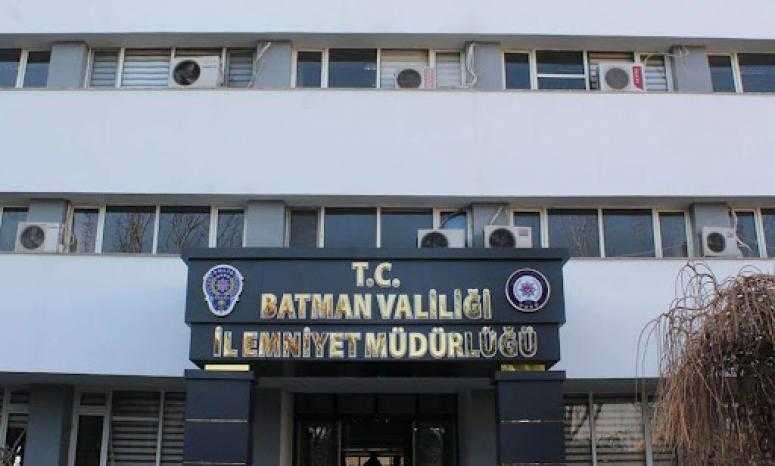 T.C.
BATMAN VALİLİĞİ
İL EMNİYET MÜDÜRLÜĞÜ